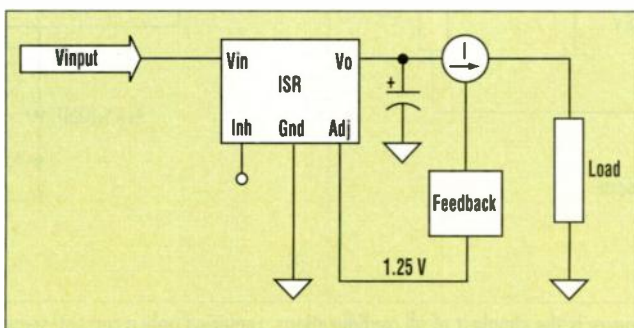 Vinput
Vin
Vo
ISR
Inh
Gnd
Adj
+
I
Feedback
Load
1.25 V